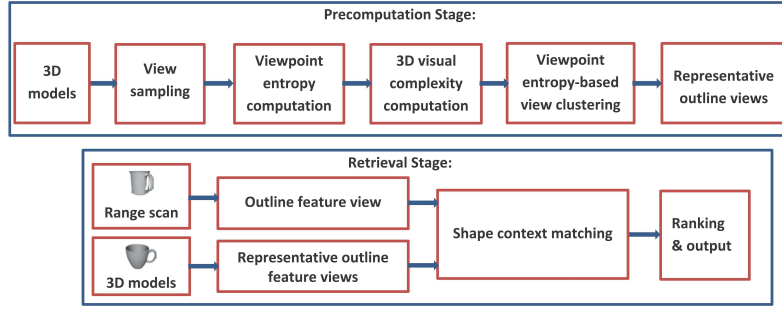 Precomputation Stage:
3D
models
View
sampling
Viewpoint
entropy
computation
3D visual
complexity
computation
Viewpoint
entropy-based
view clustering
Representative
outline views
Retrieval Stage:
Range scan
Outline feature view
3D models
Representative outline
feature views
Shape context matching
Ranking
& output